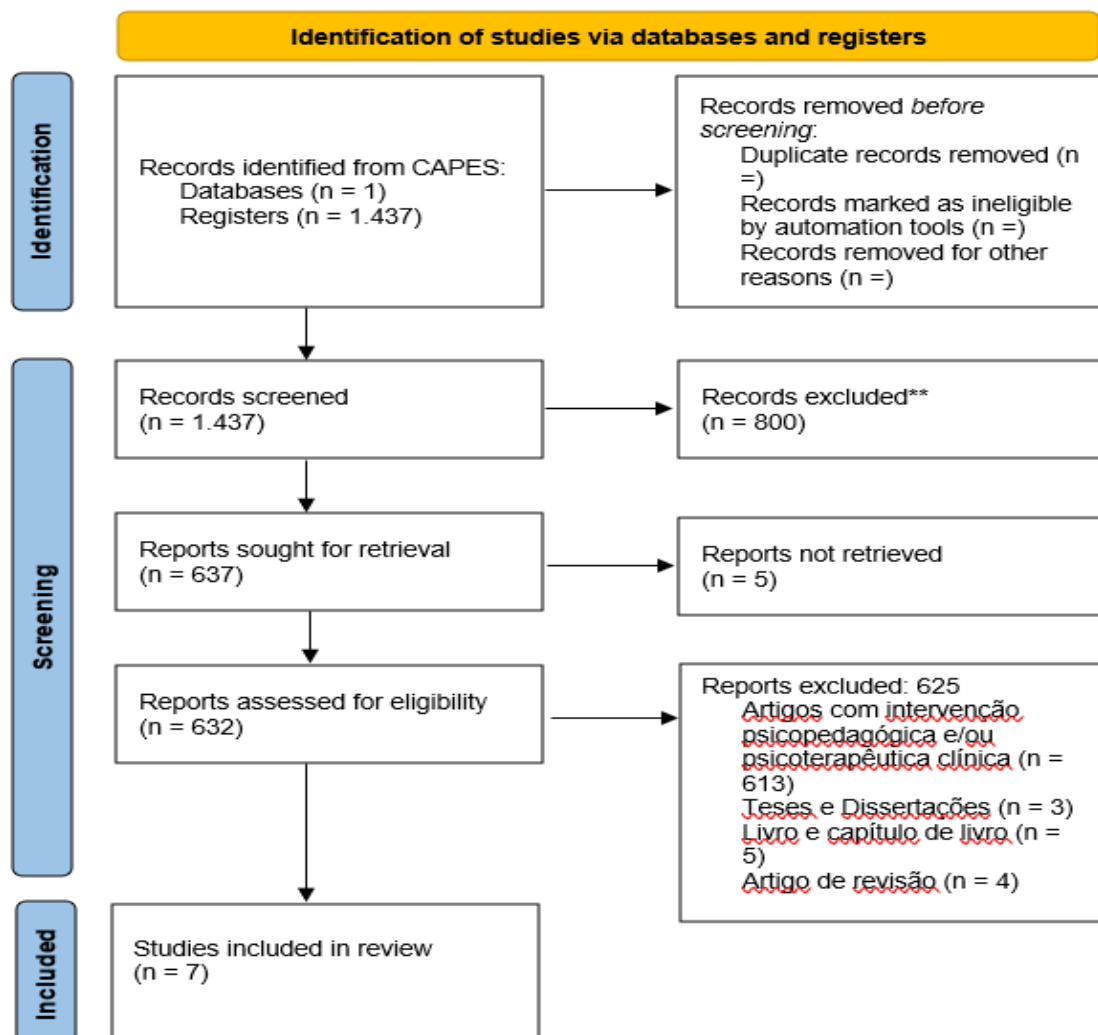 Identification of studies via databases and registers
Identification
Records identified from CAPES:
Databases (n = 1)
Registers (n = 1.437)
Records removed before
screening:
Duplicate records removed (n
=)
Records marked as ineligible
by automation tools (n =)
Records removed for other
reasons (n =)
Screening
Records screened
(n = 1.437)
Records excluded**
(n = 800)
Reports sought for retrieval
(n = 637)
Reports not retrieved
(n = 5)
Reports assessed for eligibility
(n = 632)
Reports excluded: 625
Artigos com intervenção
psicopedagógica e/ou
psicoterapêutica clínica (n =
613)
Teses e Dissertações (n = 3)
Livro e capítulo de livro (n =
5)
Artigo de revisão (n = 4)
Included
Studies included in review
(n = 7)